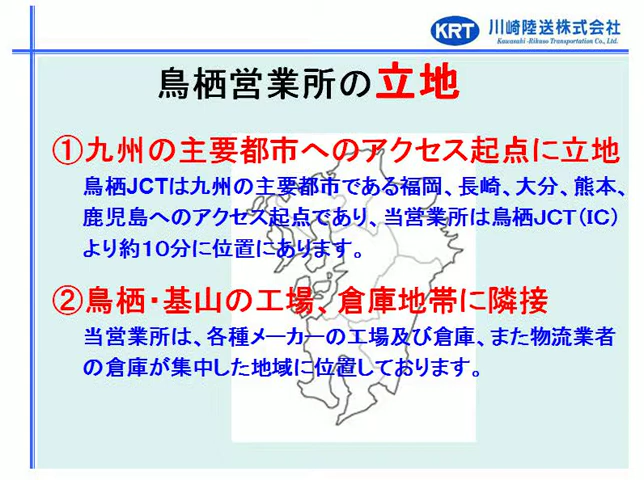 KRT 川崎陸送株式会社
Kawasaki-Rikuso Transportation Co., Ltd.
鳥栖営業所の立地
①九州の主要都市へのアクセス起点に立地
鳥栖JCTは九州の主要都市である福岡、長崎、大分、熊本、
鹿児島へのアクセス起点であり、当営業所は鳥栖JCT（IC）
より約10分に位置にあります。
②鳥栖・基山の工場、倉庫地帯に隣接
当営業所は、各種メーカーの工場及び倉庫、また物流業者
の倉庫が集中した地域に位置しております。